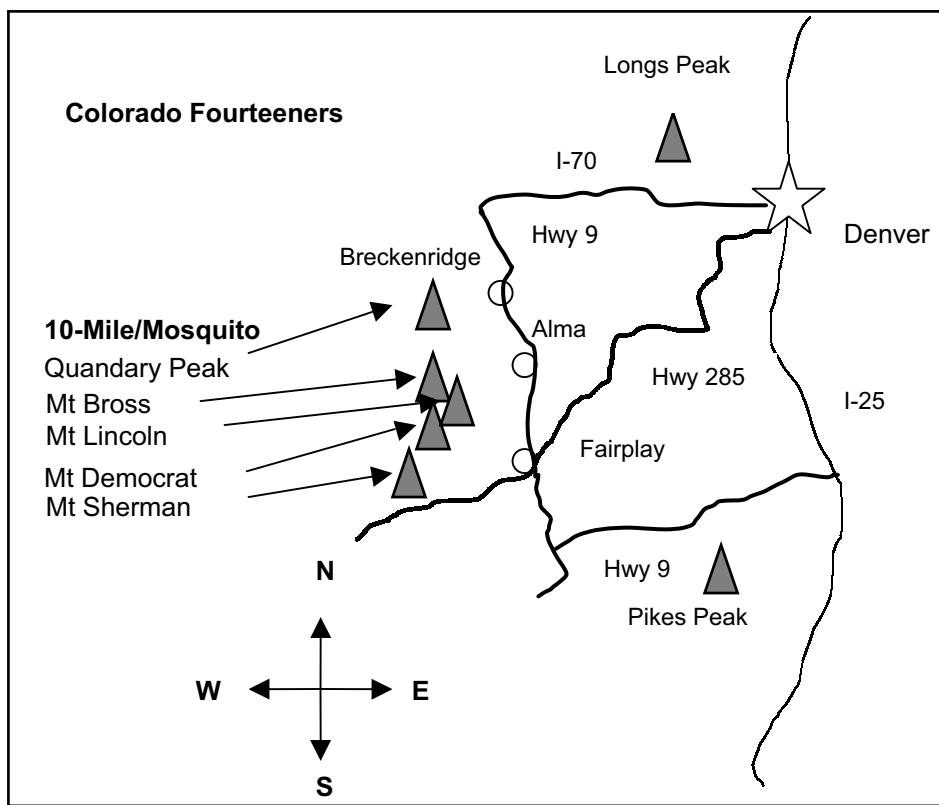 Longs Peak
Colorado Fourteeners
I-70
Hwy 9
Denver
Breckenridge
10-Mile/Mosquito
Quandary Peak
Alma
Hwy 285
Mt Bross
I-25
Mt Lincoln
Fairplay
Mt Democrat
Mt Sherman
N
Hwy 9
Pikes Peak
W
E
S